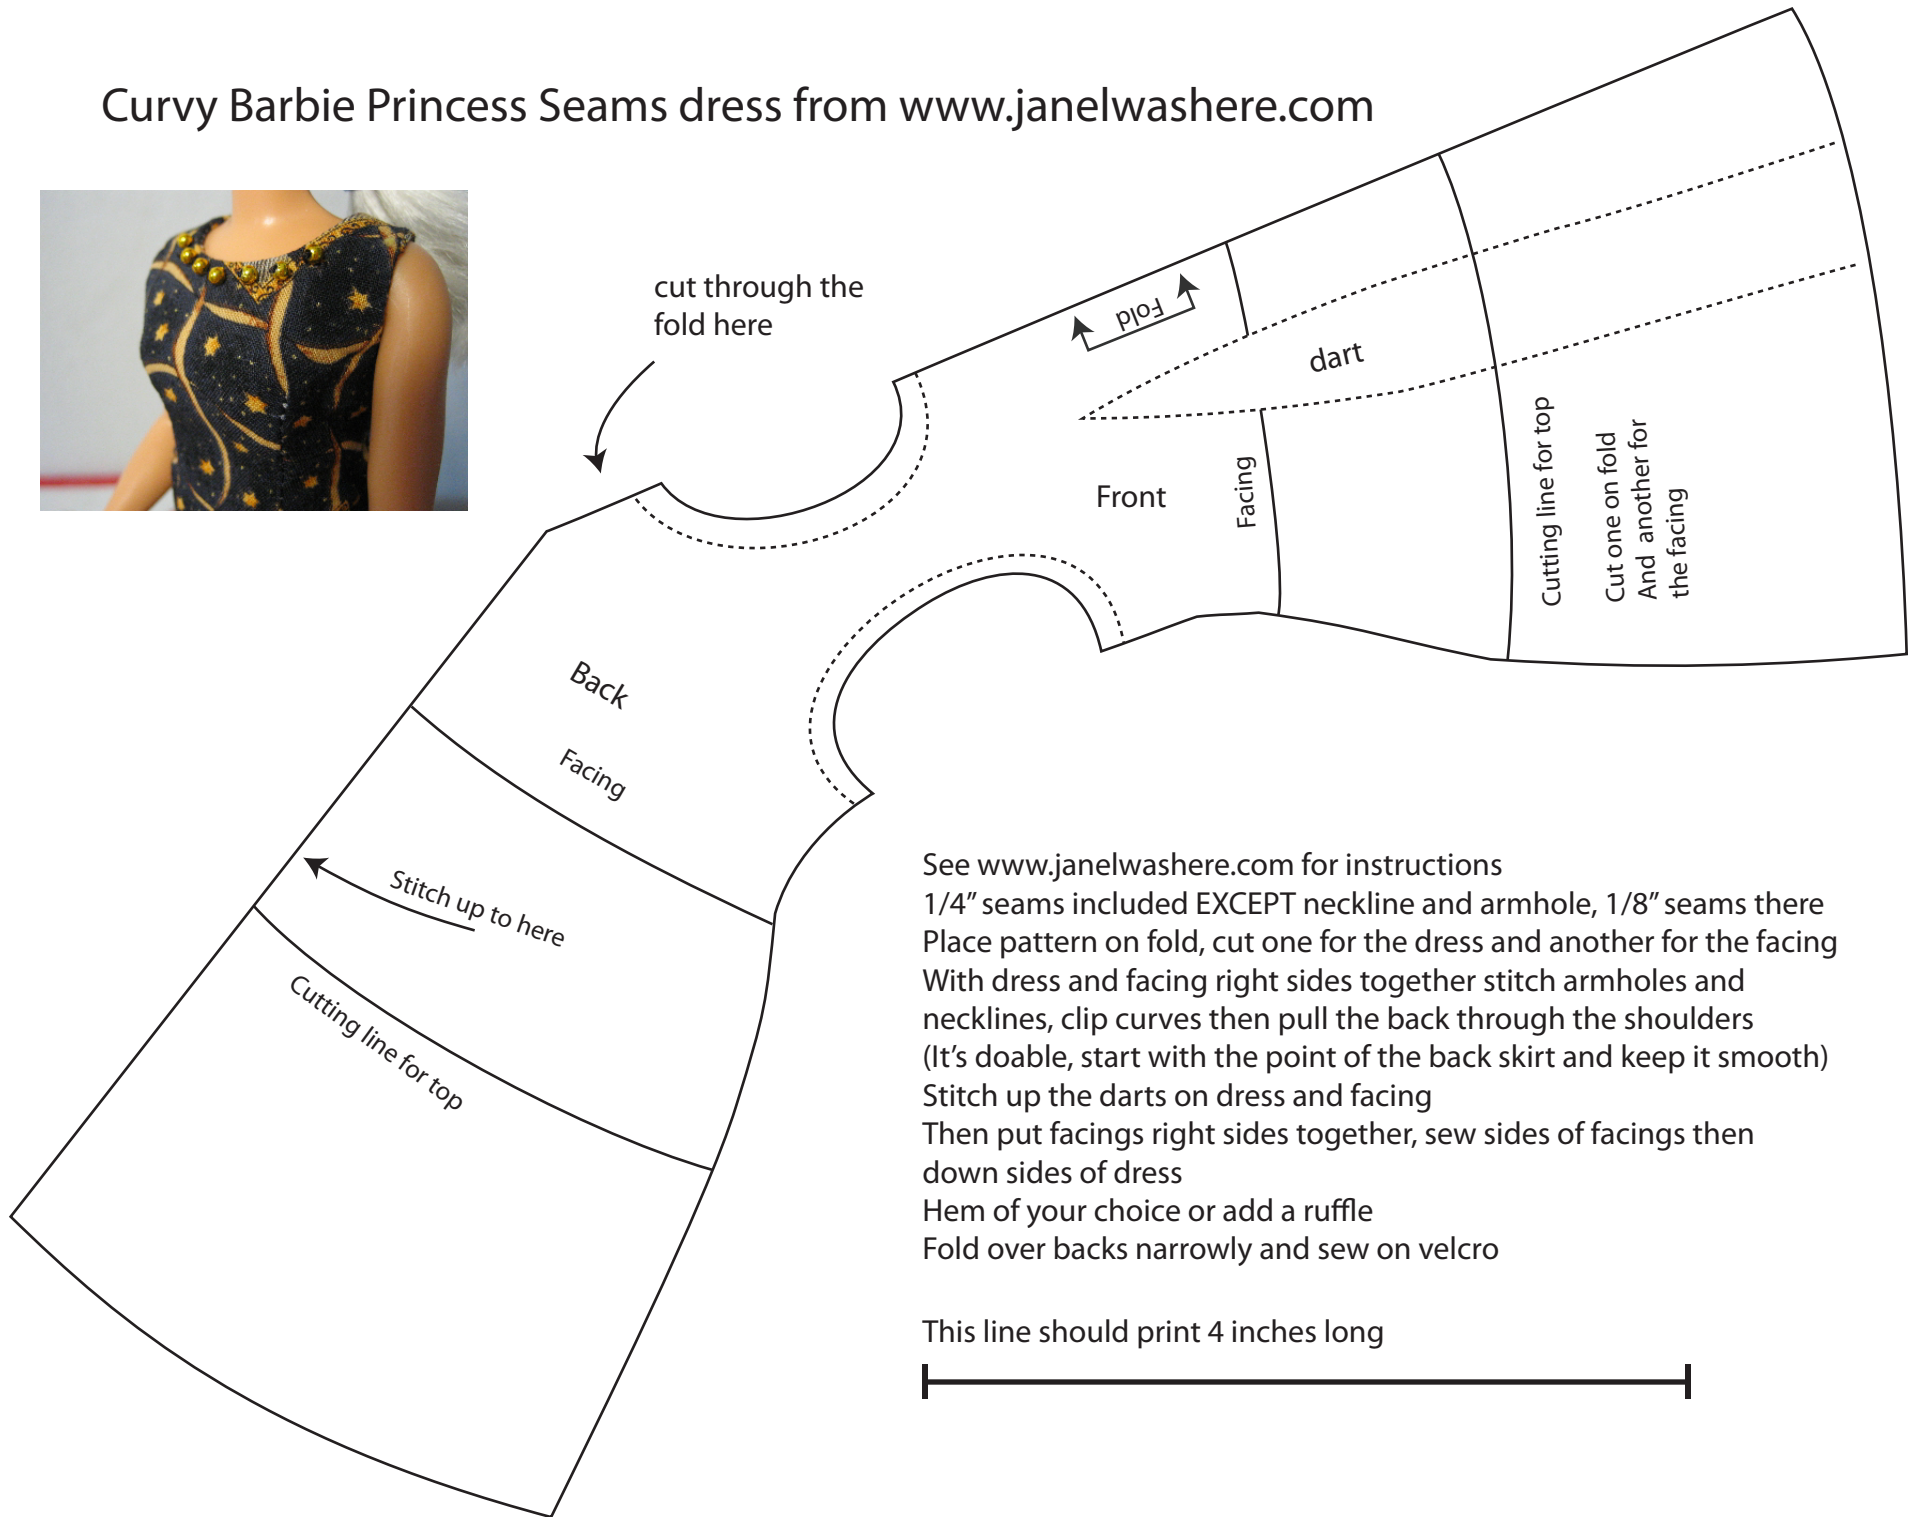 Curvy Barbie Princess Seams dress from www.janelwashere.com
cut through the
fold here
Fold
dart
Front
Facing
Cutting line for top
Cut one on fold
And another for
the facing
Back
Facing
Stitch up to here
Cutting line for top
See www.janelwashere.com for instructions
1/4” seams included EXCEPT neckline and armhole, 1/8” seams there
Place pattern on fold, cut one for the dress and another for the facing
With dress and facing right sides together stitch armholes and
necklines, clip curves then pull the back through the shoulders
(It’s doable, start with the point of the back skirt and keep it smooth)
Stitch up the darts on dress and facing
Then put facings right sides together, sew sides of facings then
down sides of dress
Hem of your choice or add a ruffle
Fold over backs narrowly and sew on velcro
This line should print 4 inches long